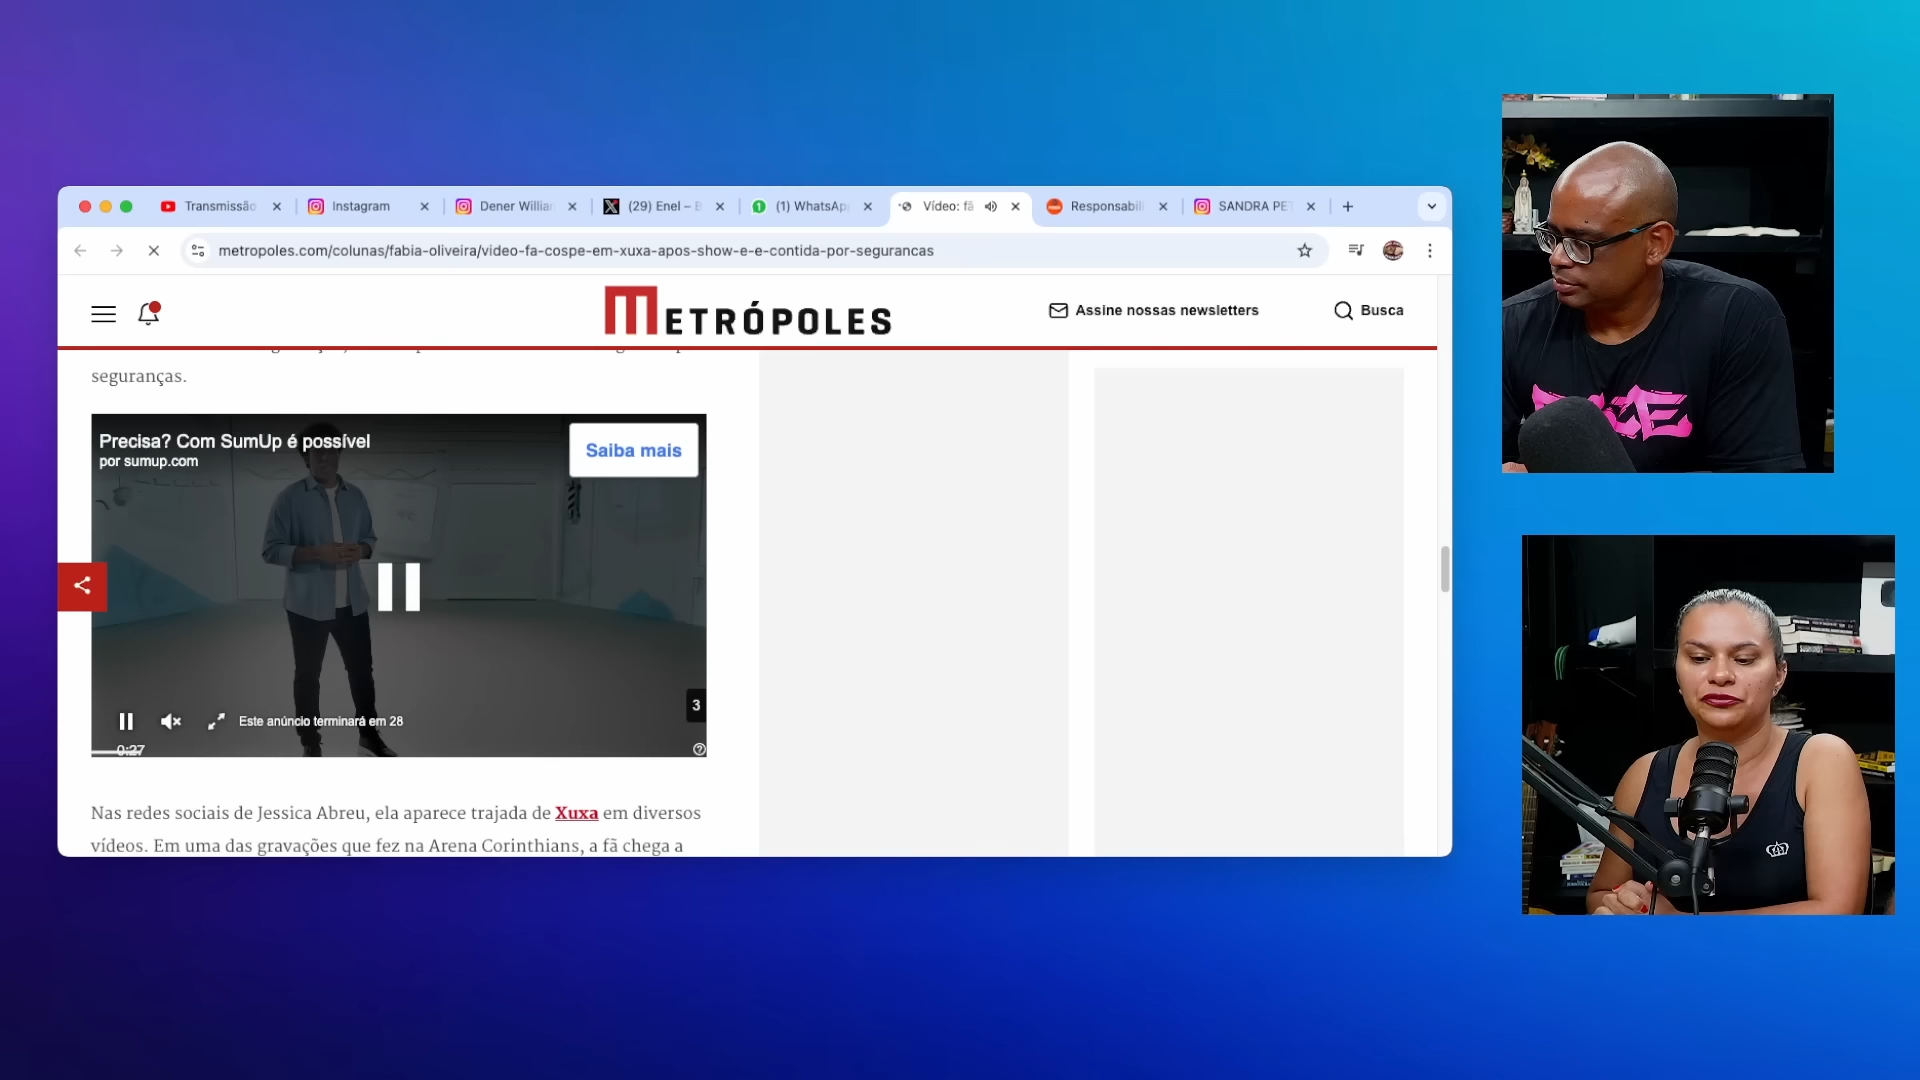 Transmissão
Instagram
Dener Willia
(29) Enel – B
(1) WhatsAp
Vídeo: fã
Responsabili
SANDRA PE
metropoles.com/colunas/fabia-oliveira/video-fa-cospe-em-xuxa-apos-show-e-e-contida-por-segurancas
METRÓPOLES
Assine nossas newsletters
Busca
seguranças.
Precisa? Com SumUp é possível
por sumup.com
Saiba mais
3
Este anúncio terminará em 28
0:27
Nas redes sociais de Jessica Abreu, ela aparece trajada de Xuxa em diversos
vídeos. Em uma das gravações que fez na Arena Corinthians, a fã chega a